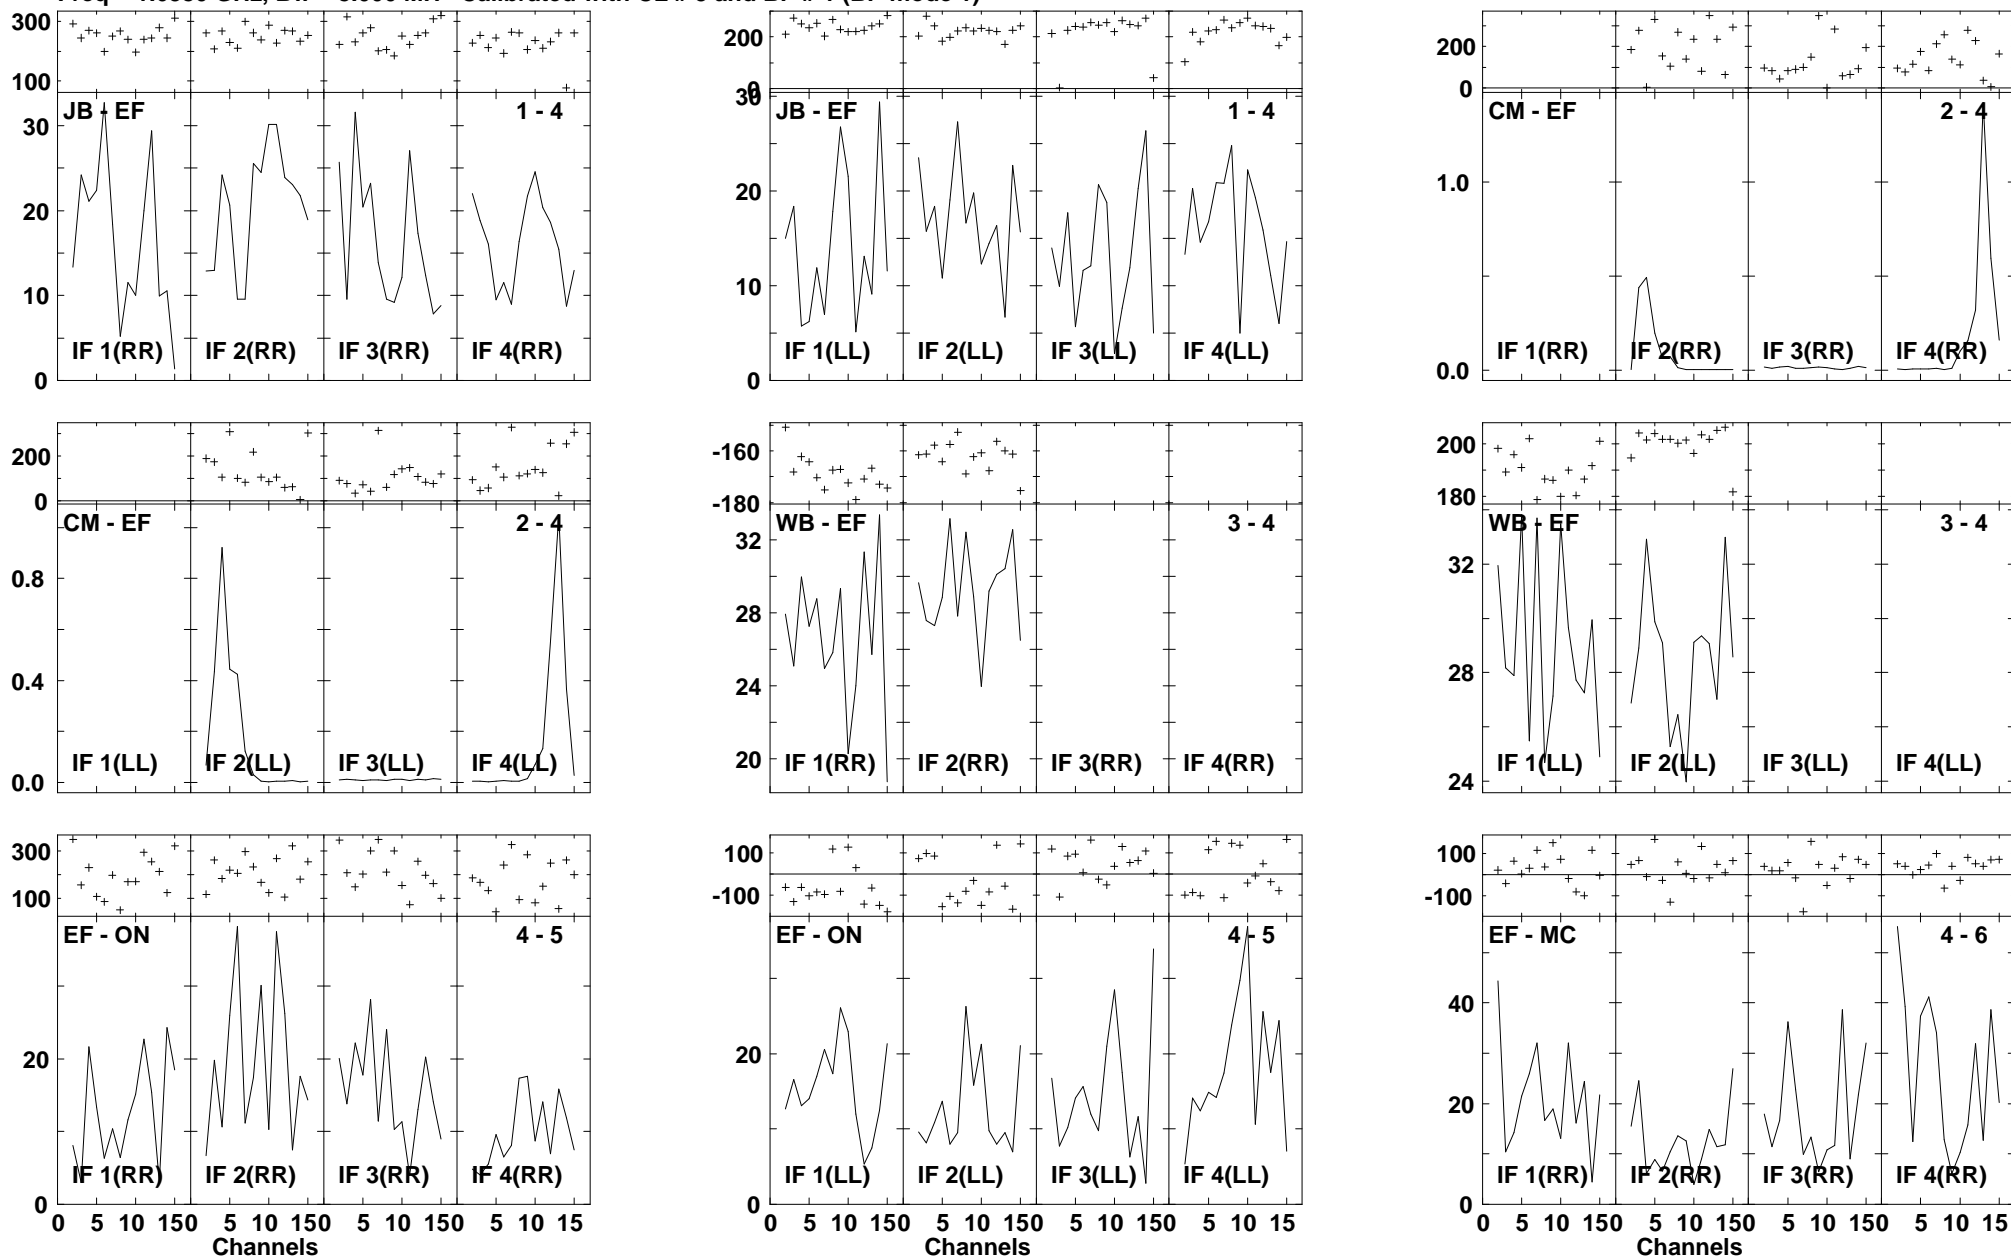 300
100
JB - EF
1 - 4
30
20
10
0
IF 1(RR)
IF 2(RR)
IF 3(RR)
IF 4(RR)
200
0
30
JB - EF
1 - 4
20
10
0
IF 1(LL)
IF 2(LL)
IF 3(LL)
IF 4(LL)
200
0
CM - EF
2 - 4
1.0
0.0
IF 1(RR)
IF 2(RR)
IF 3(RR)
IF 4(RR)
200
0
CM - EF
2 - 4
0.8
0.4
0.0
IF 1(LL)
IF 2(LL)
IF 3(LL)
IF 4(LL)
-160
-180
WB - EF
3 - 4
32
28
24
20
IF 1(RR)
IF 2(RR)
IF 3(RR)
IF 4(RR)
200
180
WB - EF
3 - 4
32
28
24
IF 1(LL)
IF 2(LL)
IF 3(LL)
IF 4(LL)
300
100
EF - ON
4 - 5
20
0
IF 1(RR)
IF 2(RR)
IF 3(RR)
IF 4(RR)
0 5 10 150 5 10 150 5 10 150 5 10 15
Channels
100
-100
EF - ON
4 - 5
20
0
IF 1(LL)
IF 2(LL)
IF 3(LL)
IF 4(LL)
0 5 10 150 5 10 150 5 10 150 5 10 15
Channels
100
-100
EF - MC
4 - 6
40
20
0
IF 1(RR)
IF 2(RR)
IF 3(RR)
IF 4(RR)
0 5 10 150 5 10 150 5 10 150 5 10 15
Channels